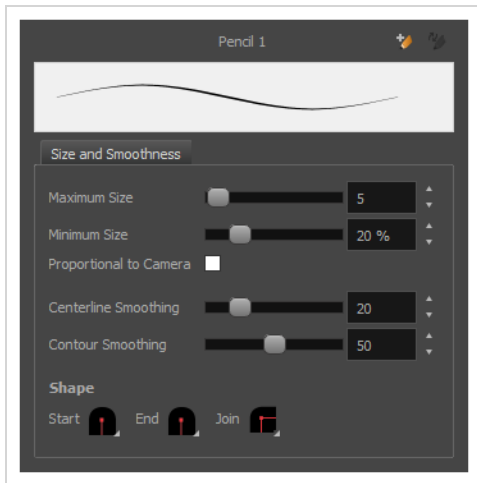 Pencil 1
Size and Smoothness
Maximum Size 5
Minimum Size 20 %
Proportional to Camera
Centerline Smoothing 20
Contour Smoothing 50
Shape
Start End Join